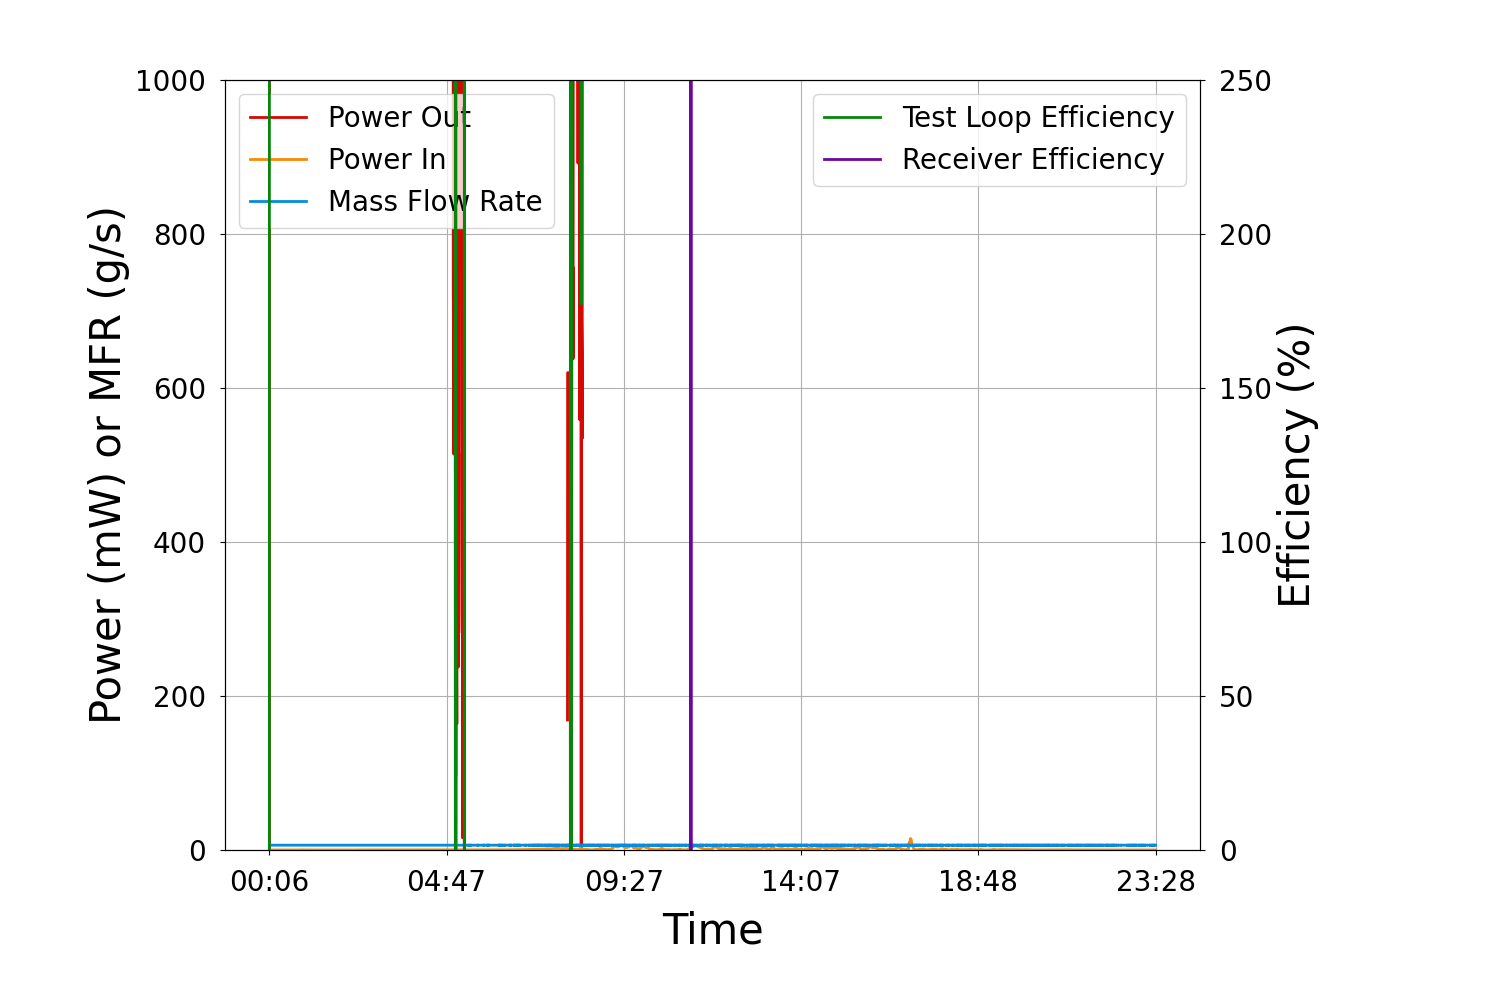 1000
800
600
400
200
0
Power (mW) or MFR (g/s)
Power Out
Power In
Mass Flow Rate
Test Loop Efficiency
Receiver Efficiency
250
200
150
100
50
0
Efficiency (%)
00:06 04:47 09:27 14:07 18:48 23:28
Time